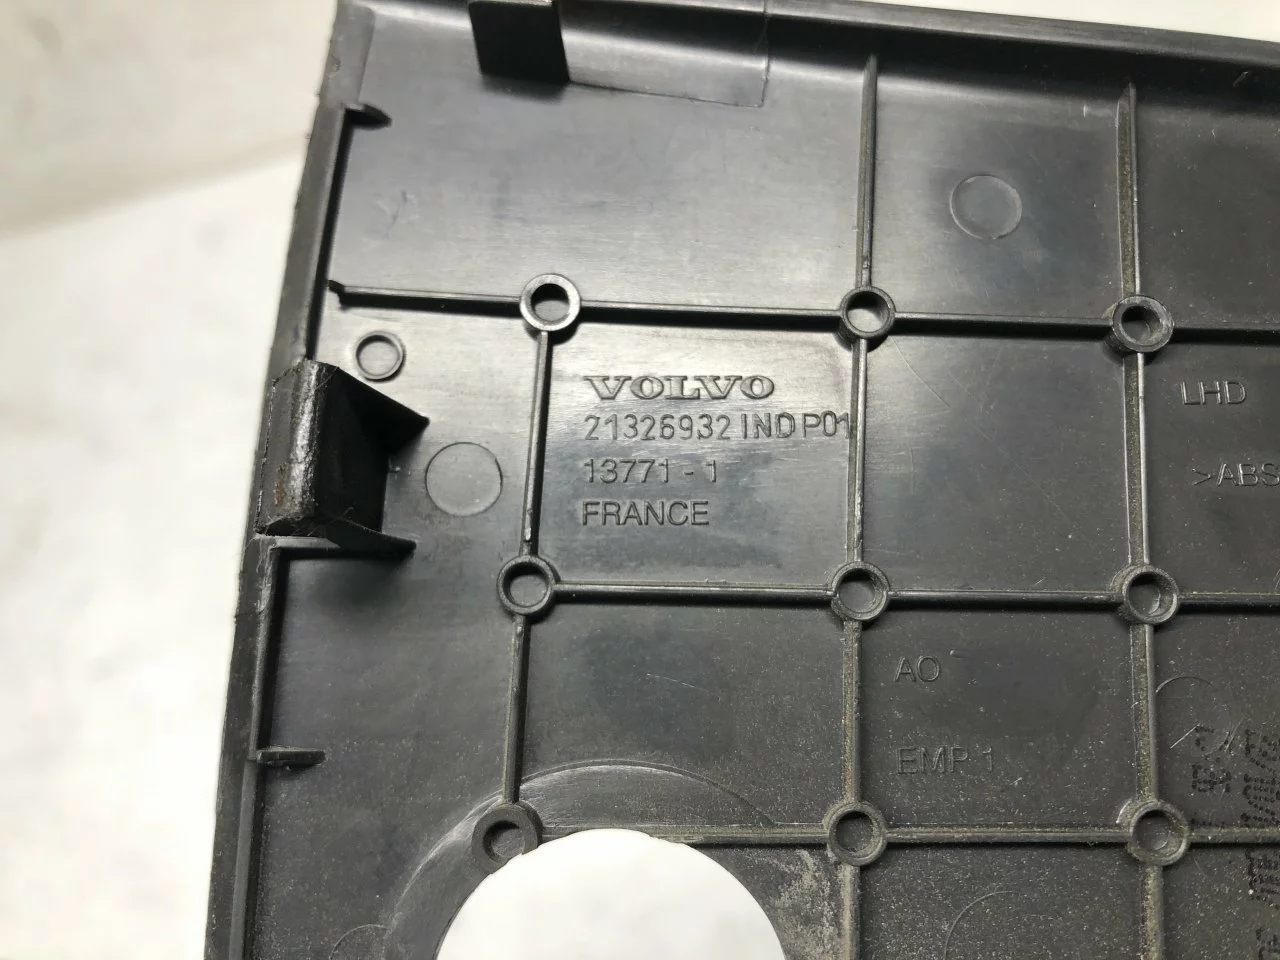 VOLVO
21326932 IND P01
13771 - 1
FRANCE
LHD
>ABS
AO
EMP 1